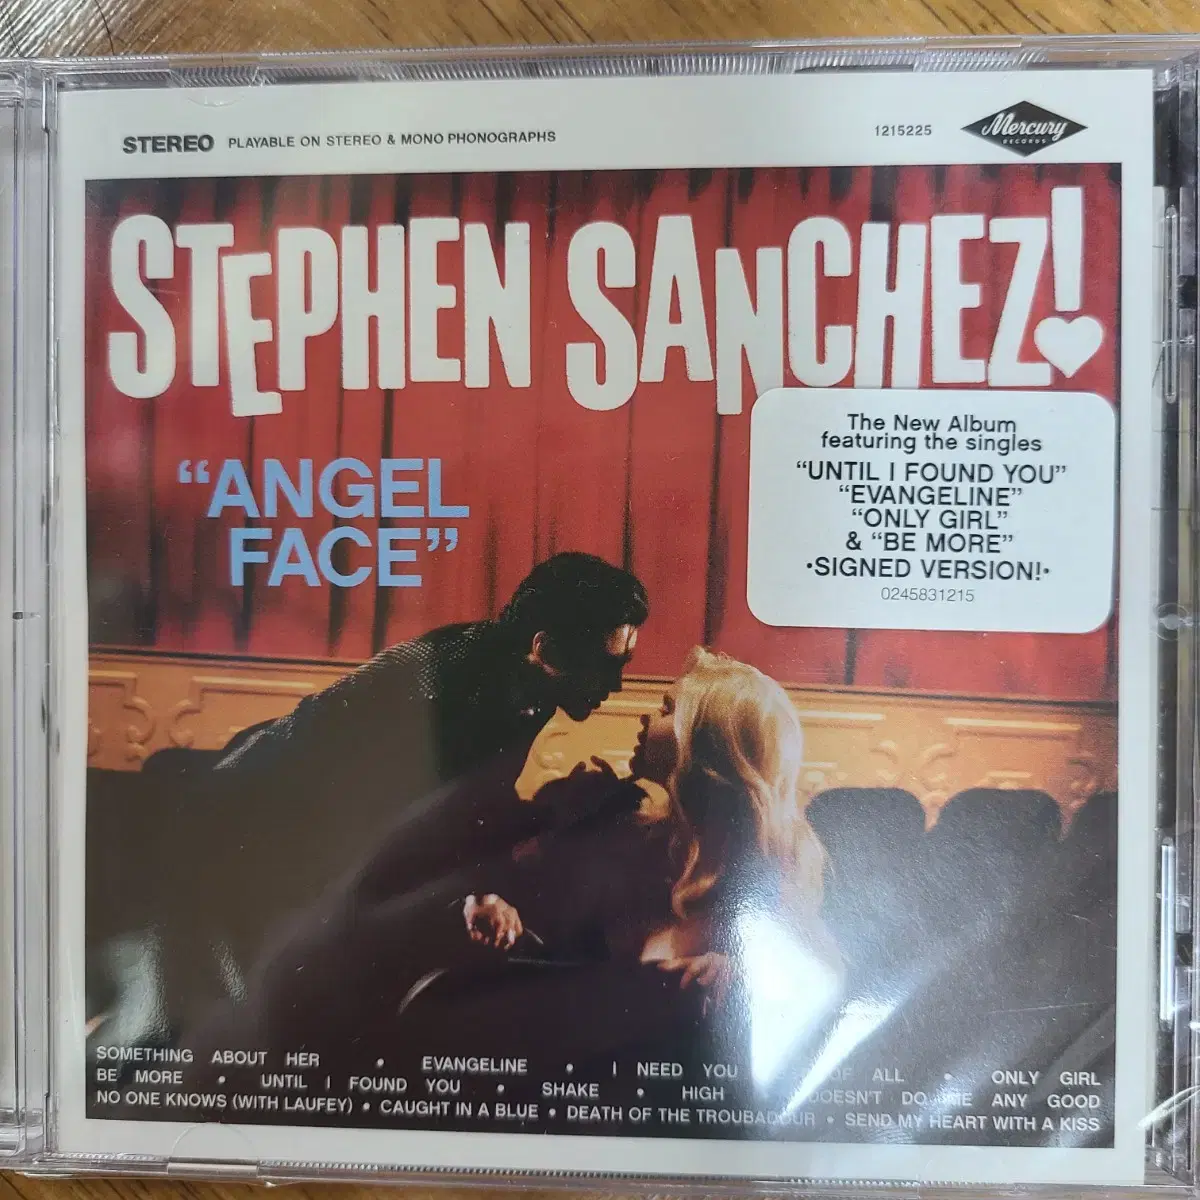 STEREO PLAYABLE ON STEREO & MONO PHONOGRAPHS
1215225
Mercury
RECORDS
STEPHEN SANCHEZ!
“ANGEL
FACE”
The New Album
featuring the singles
“UNTIL I FOUND YOU”
“EVANGELINE”
“ONLY GIRL”
& “BE MORE”
•SIGNED VERSION!•
0245831215
SOMETHING ABOUT HER • EVANGELINE • I NEED YOU OF ALL • ONLY GIRL
BE MORE • UNTIL I FOUND YOU • SHAKE • HIGH • DOESN'T DO ME ANY GOOD
NO ONE KNOWS (WITH LAUFEY) • CAUGHT IN A BLUE • DEATH OF THE TROUBADOUR • SEND MY HEART WITH A KISS